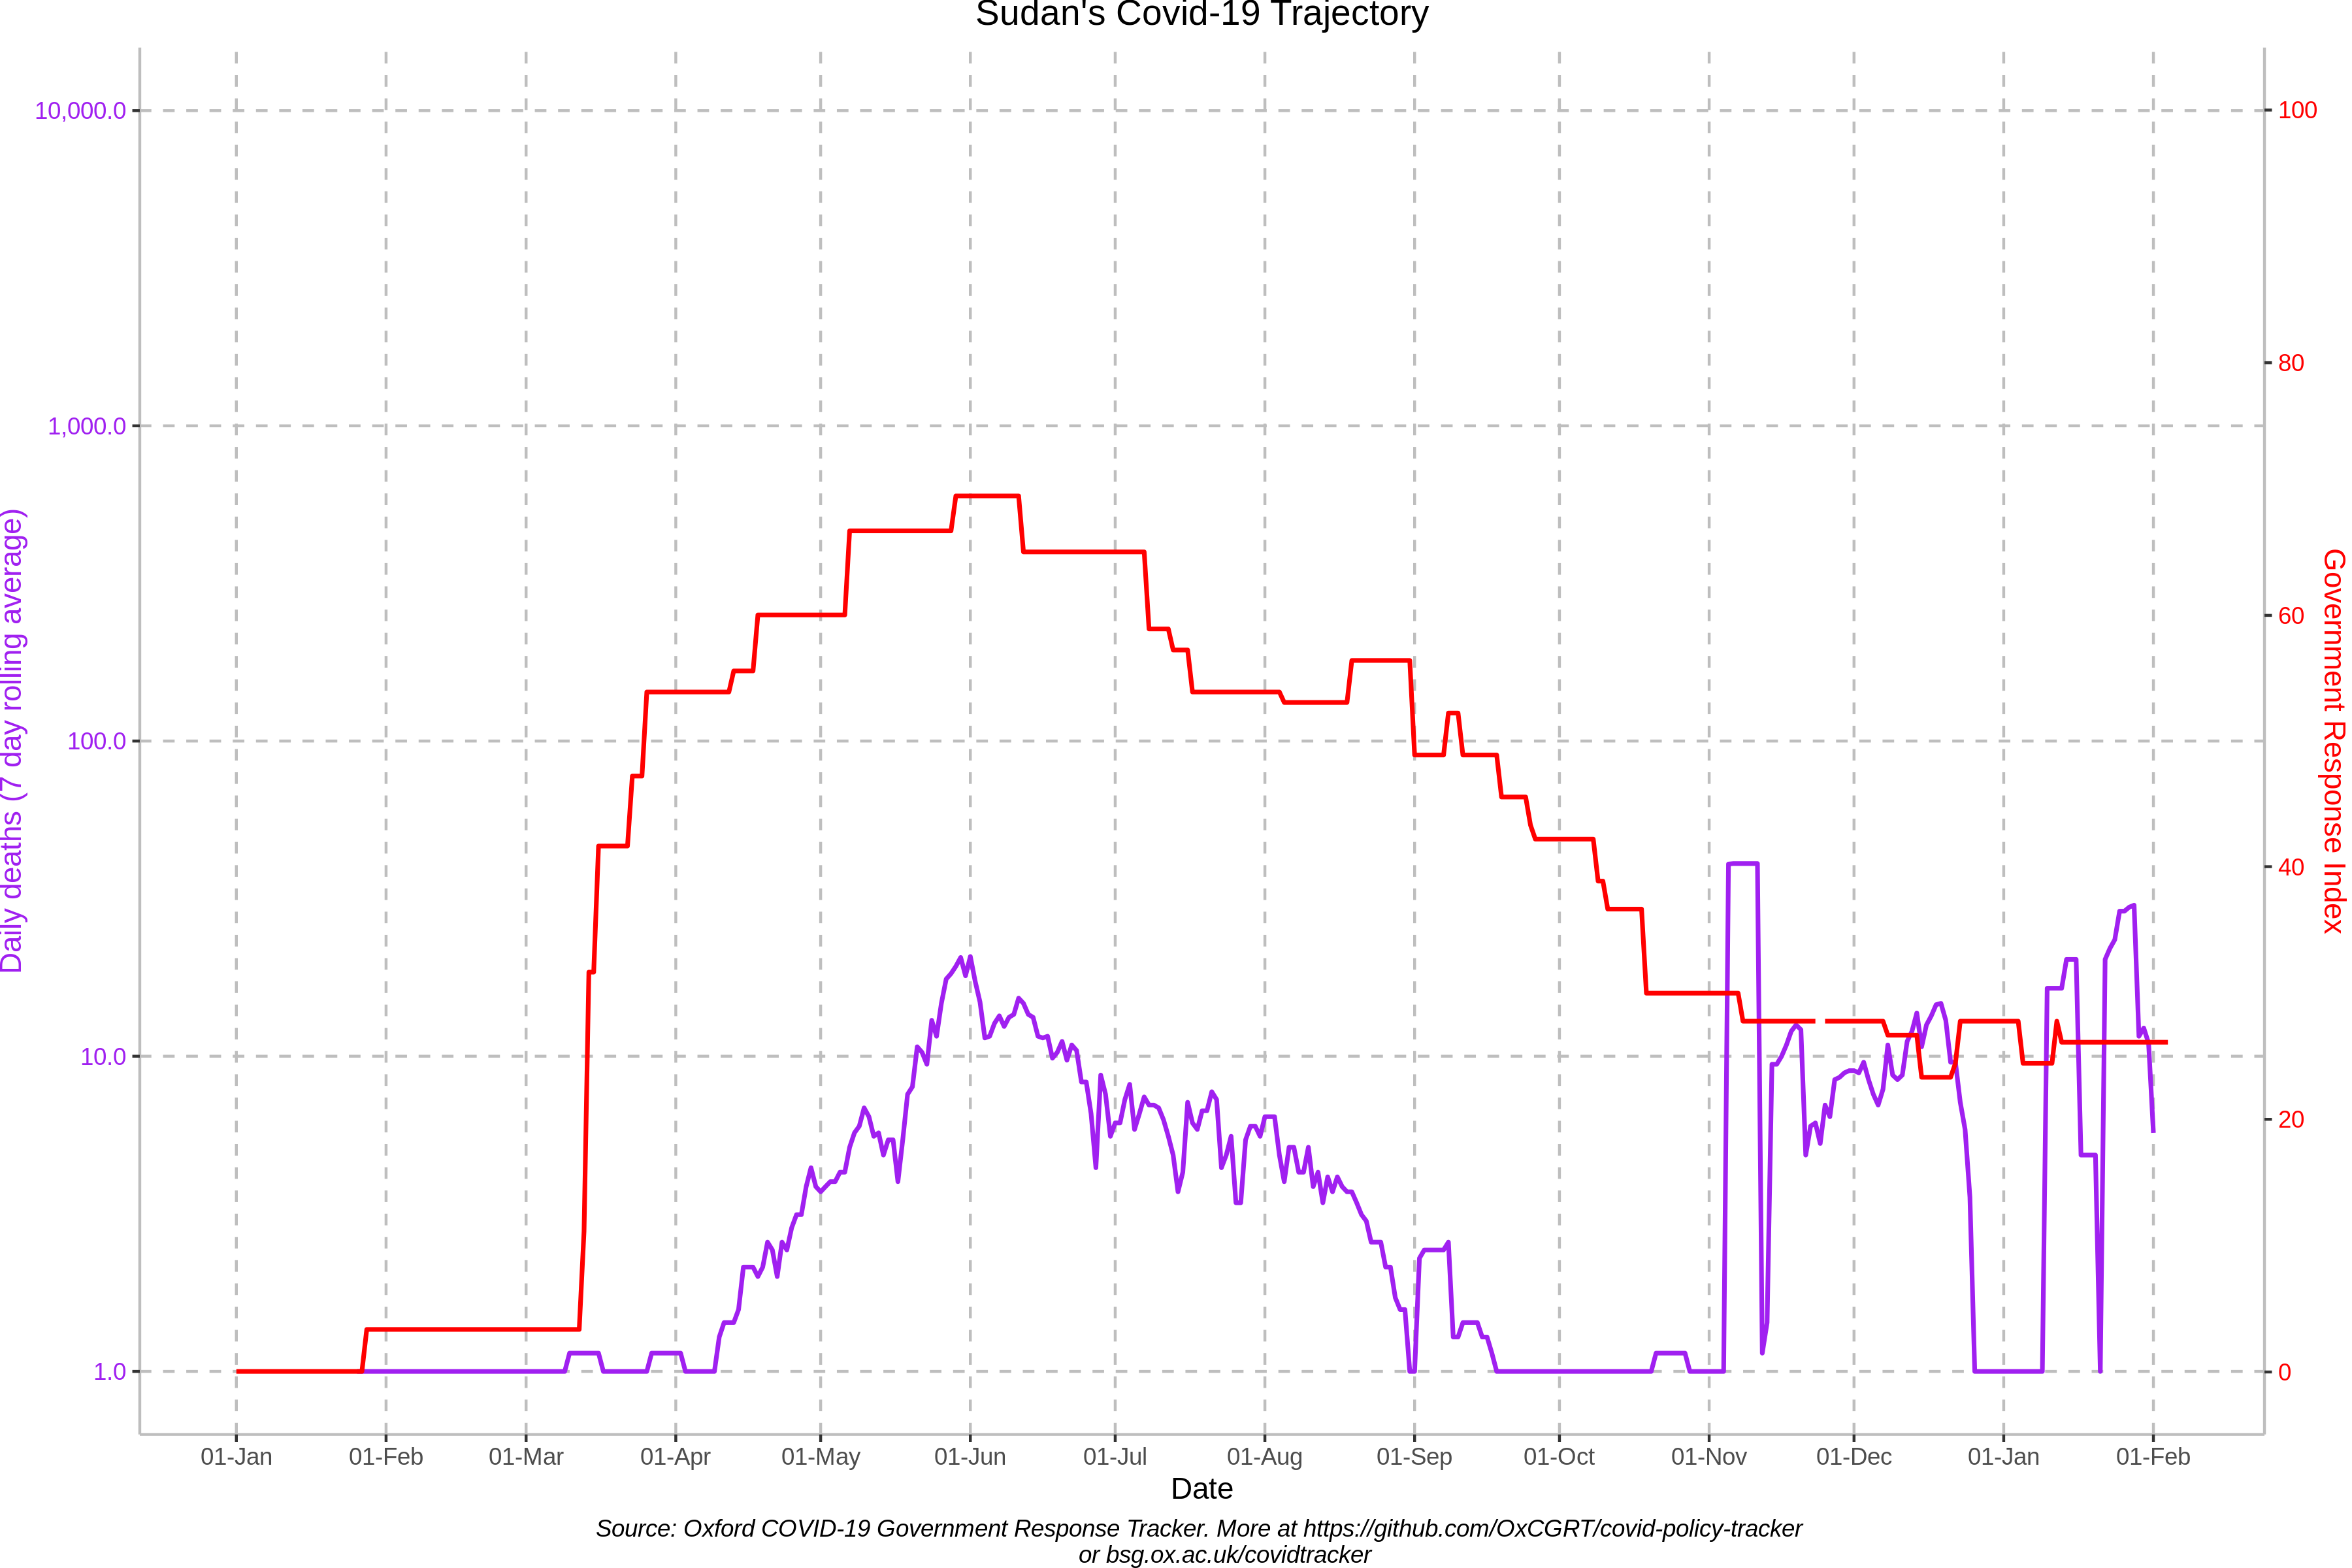 Sudan's Covid-19 Trajectory
10,000.0
1,000.0
100.0
10.0
1.0
Daily deaths (7 day rolling average)
100
80
60
40
20
0
Government Response Index
01-Jan
01-Feb
01-Mar
01-Apr
01-May
01-Jun
01-Jul
01-Aug
01-Sep
01-Oct
01-Nov
01-Dec
01-Jan
01-Feb
Date
Source: Oxford COVID-19 Government Response Tracker. More at https://github.com/OxCGRT/covid-policy-tracker
or bsg.ox.ac.uk/covidtracker